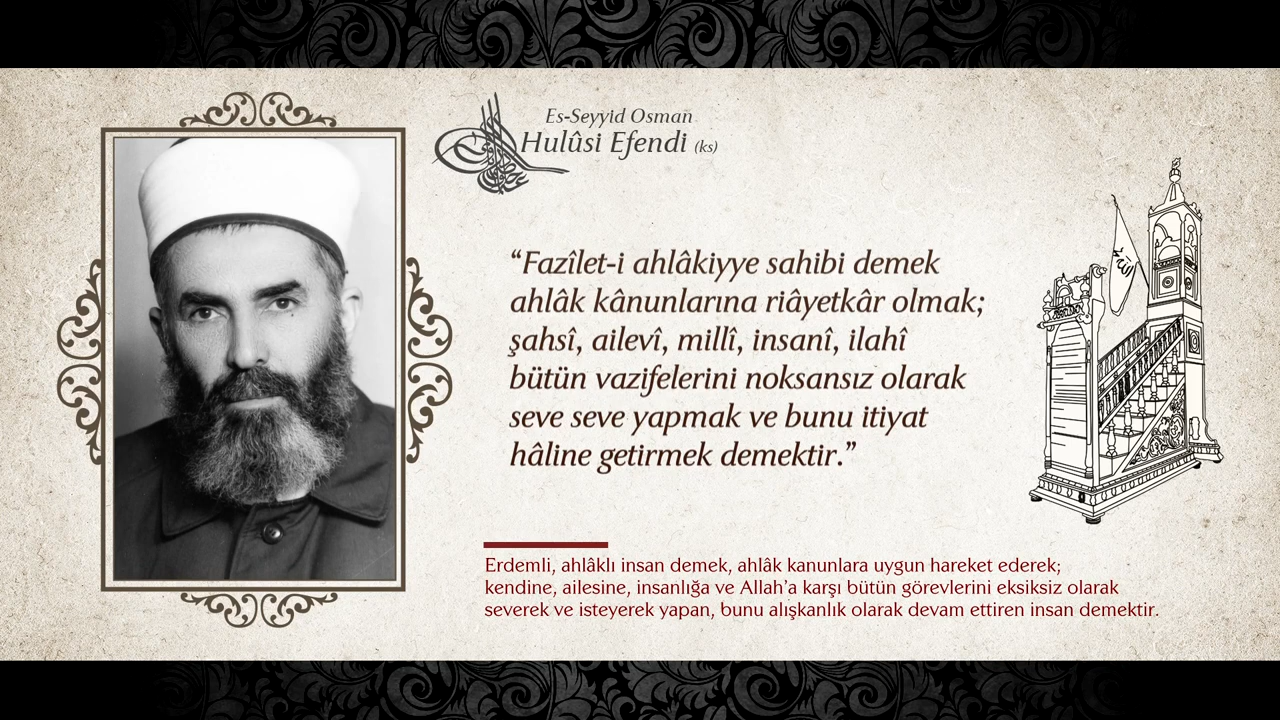 Es-Seyyid Osman
Hulûsi Efendi (ks)
“Fazîlet-i ahlâkiyye sahibi demek
ahlâk kânunlarına riâyetkâr olmak;
şahsî, ailevî, millî, insanî, ilahî
bütün vazifelerini noksansız olarak
seve seve yapmak ve bunu itiyat
hâline getirmek demektir.”
Erdemli, ahlâklı insan demek, ahlâk kanunlara uygun hareket ederek;
kendine, ailesine, insanlığa ve Allah’a karşı bütün görevlerini eksiksiz olarak
severek ve isteyerek yapan, bunu alışkanlık olarak devam ettiren insan demektir.